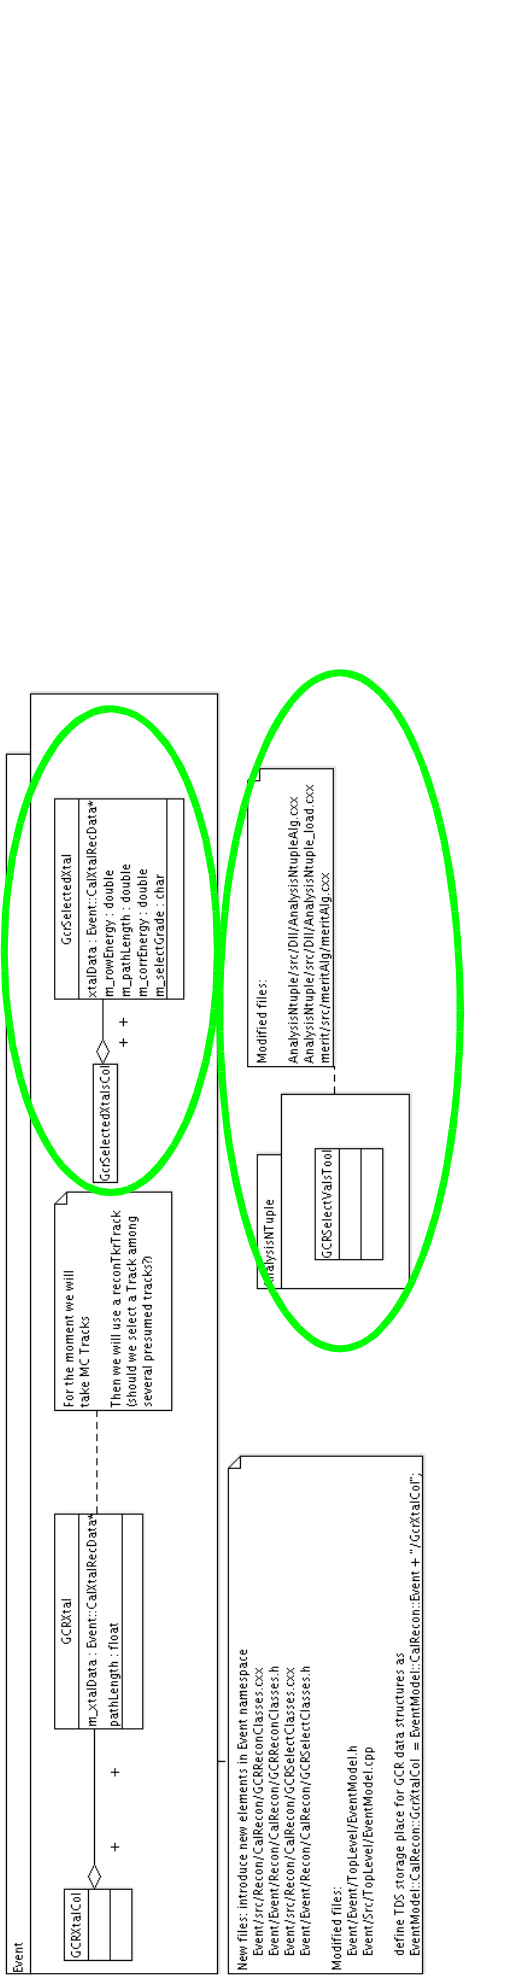 Event
GCRXtalCol
+
+
GCRXtal
m_xtalData : Event::CalXtalRecData*
pathLength : float
For the moment we will
take MC Tracks
Then we will use a reconTkrTrack
(should we select a Track among
several presumed tracks?)
GcrSelectedXtalsCol
+
+
GcrSelectedXtal
xtalData : Event::CalXtalRecData*
m_rowEnergy : double
m_pathLength : double
m_corrEnergy : double
m_selectGrade : char
New files: introduce new elements in Event namespace
Event/src/Recon/CalRecon/GCRReconClasses.cxx
Event/Event/Recon/CalRecon/GCRReconClasses.h
Event/src/Recon/CalRecon/GCRSelectClasses.cxx
Event/Event/Recon/CalRecon/GCRSelectClasses.h
Modified files:
Event/Event/TopLevel/EventModel.h
Event/Src/TopLevel/EventModel.cpp
define TDS storage place for GCR data structures as
EventModel::CalRecon::GcrXtalCol = EventModel::CalRecon::Event + "/GcrXtalCol";
AnalysisNTuple
GCRSelectValsTool
Modified files:
AnalysisNtuple/src/Dll/AnalysisNtupleAlg.cxx
AnalysisNtuple/src/Dll/AnalysisNtuple_load.cxx
merit/src/meritAlg/meritAlg.cxx